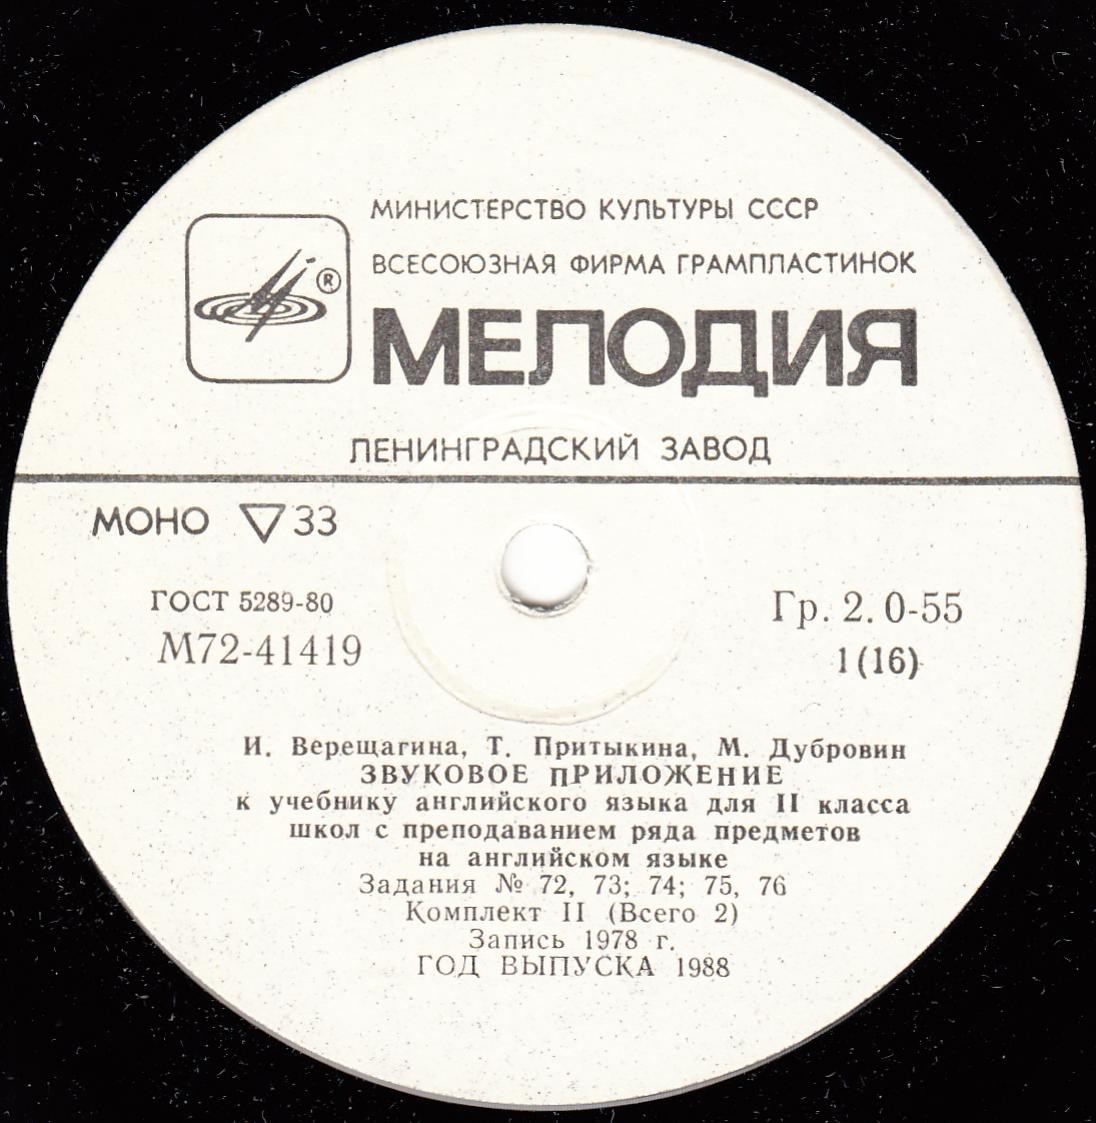 МИНИСТЕРСТВО КУЛЬТУРЫ СССР
ВСЕСОЮЗНАЯ ФИРМА ГРАМПЛАСТИНОК
®
МЕЛОДИЯ
ЛЕНИНГРАДСКИЙ ЗАВОД
МОНО ▽ 33
ГОСТ 5289-80
Гр. 2. 0-55
М72-41419
1(16)
И. Верещагина, Т. Притыкина, М. Дубровин
ЗВУКОВОЕ ПРИЛОЖЕНИЕ
к учебнику английского языка для II класса
школ с преподаванием ряда предметов
на английском языке
Задания № 72, 73; 74; 75, 76
Комплект II (Всего 2)
Запись 1978 г.
ГОД ВЫПУСКА 1988